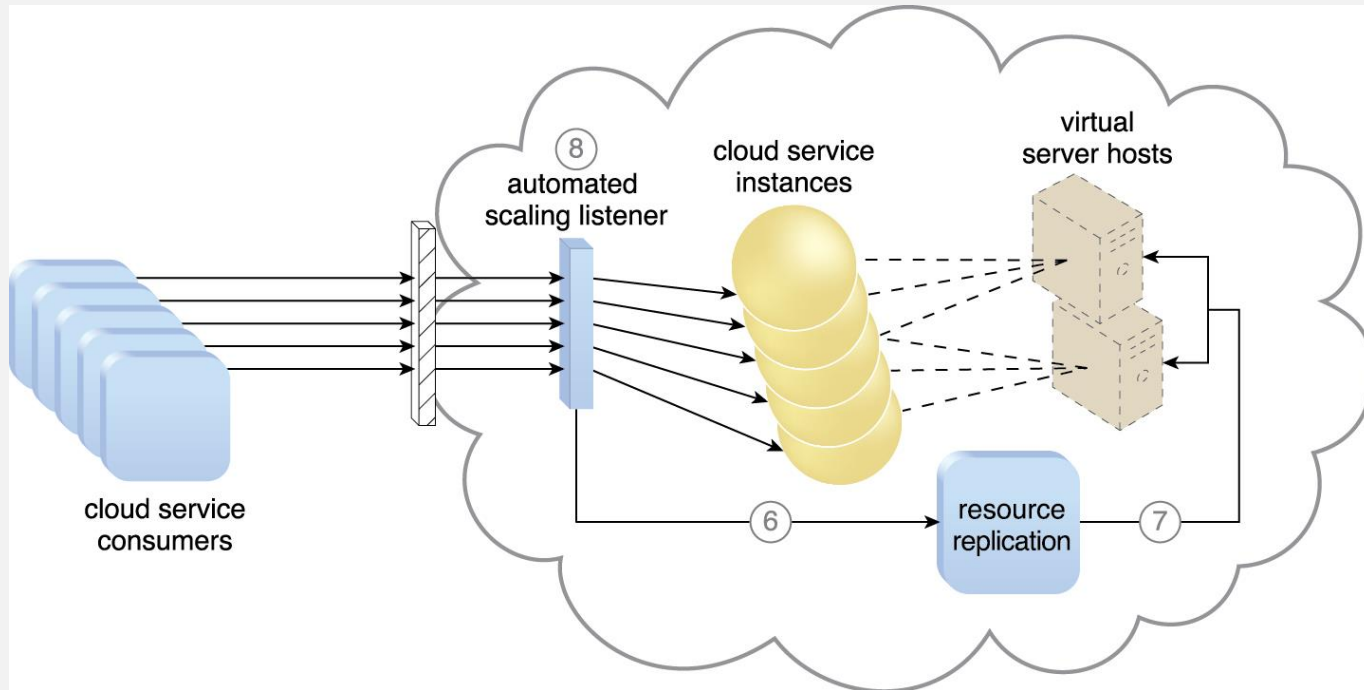 8
automated
scaling listener
cloud service
instances
virtual
server hosts
cloud service
consumers
6
resource
replication
7